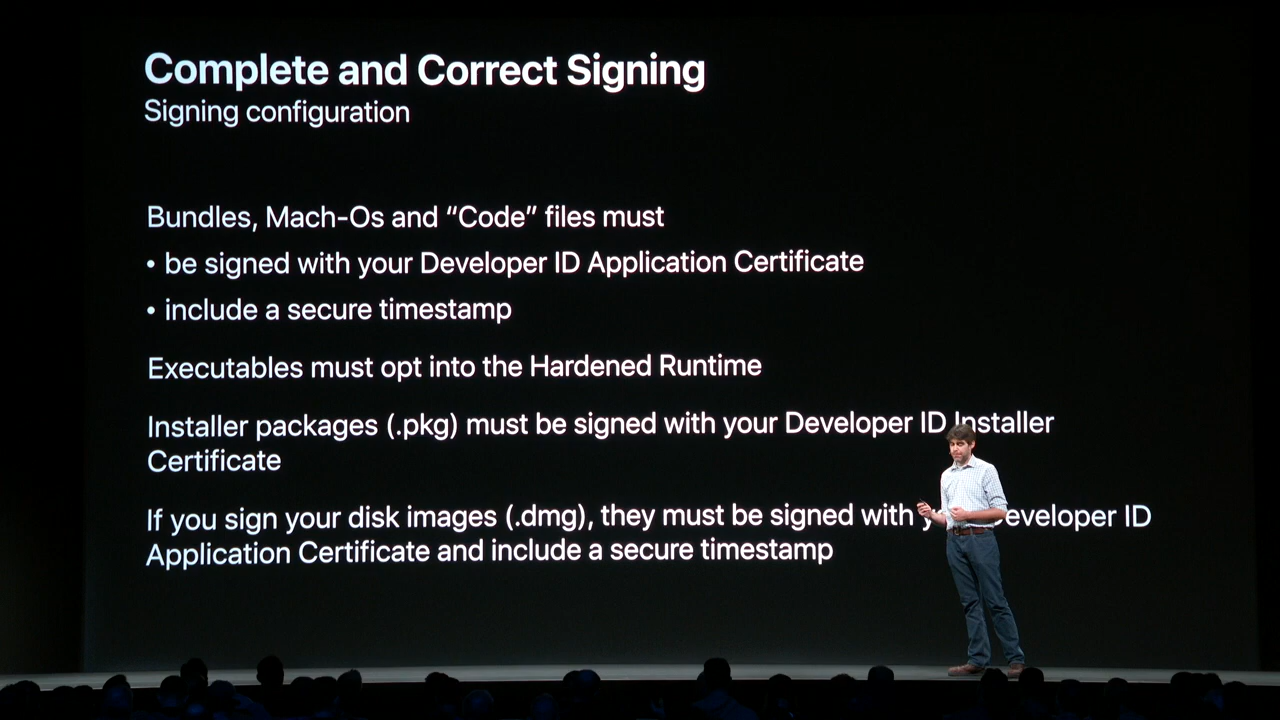 Complete and Correct Signing
Signing configuration
Bundles, Mach-Os and “Code” files must
• be signed with your Developer ID Application Certificate
• include a secure timestamp
Executables must opt into the Hardened Runtime
Installer packages (.pkg) must be signed with your Developer ID Installer
Certificate
If you sign your disk images (.dmg), they must be signed with Developer ID
Application Certificate and include a secure timestamp